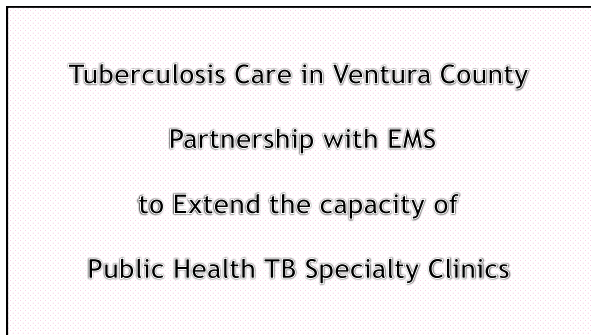 Tuberculosis Care in Ventura County
Partnership with EMS
to Extend the capacity of
Public Health TB Specialty Clinics